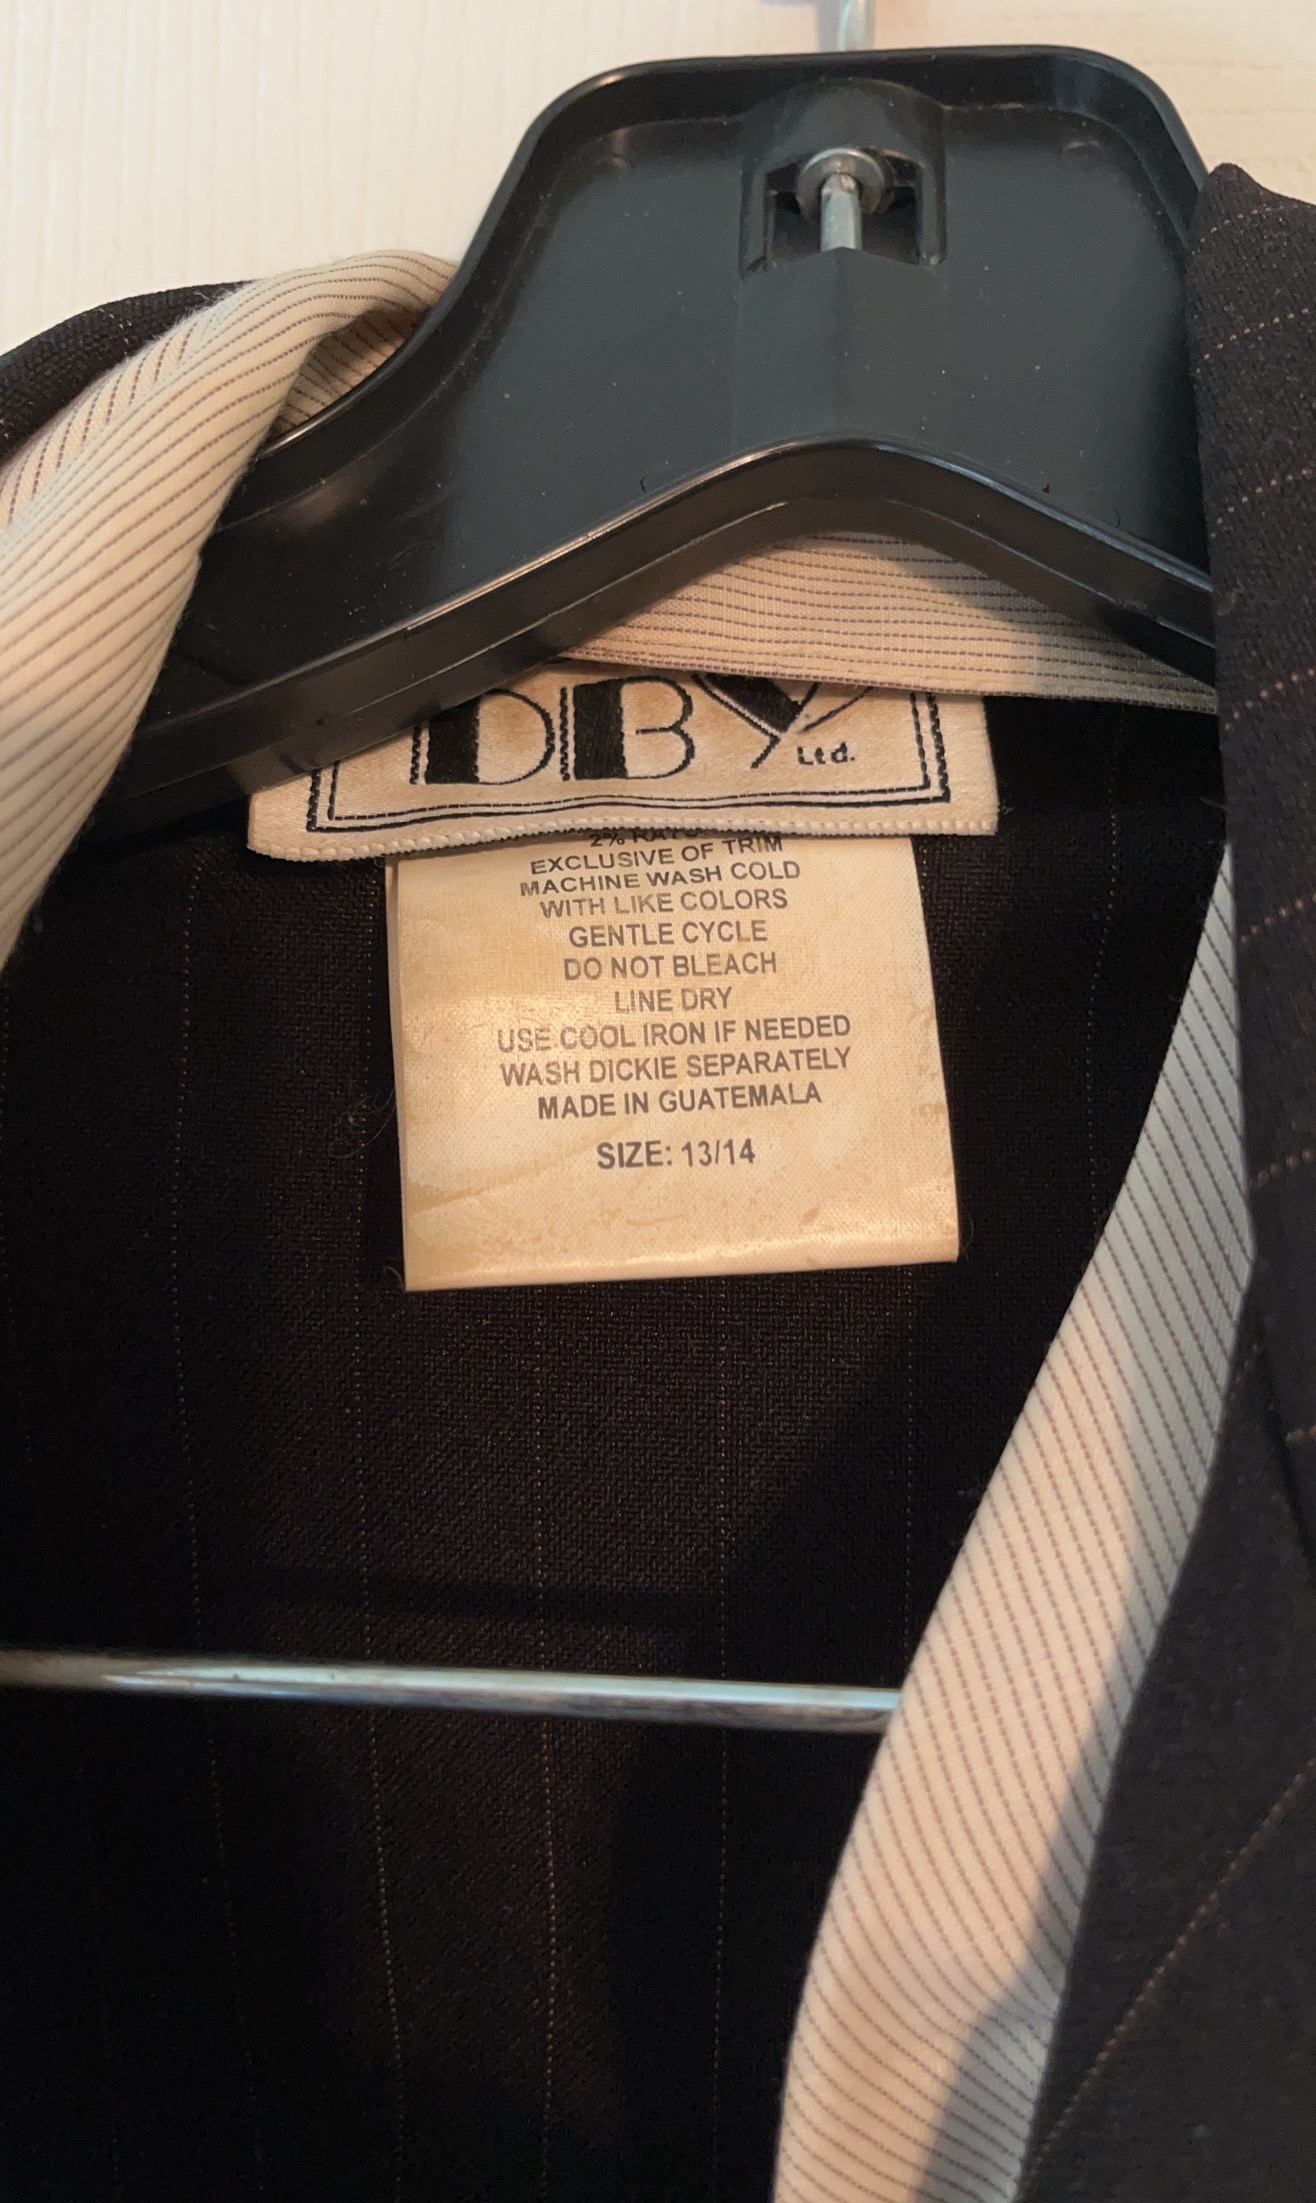 DBY
Ltd.
2%
EXCLUSIVE OF TRIM
MACHINE WASH COLD
WITH LIKE COLORS
GENTLE CYCLE
DO NOT BLEACH
LINE DRY
USE COOL IRON IF NEEDED
WASH DICKIE SEPARATELY
MADE IN GUATEMALA
SIZE: 13/14